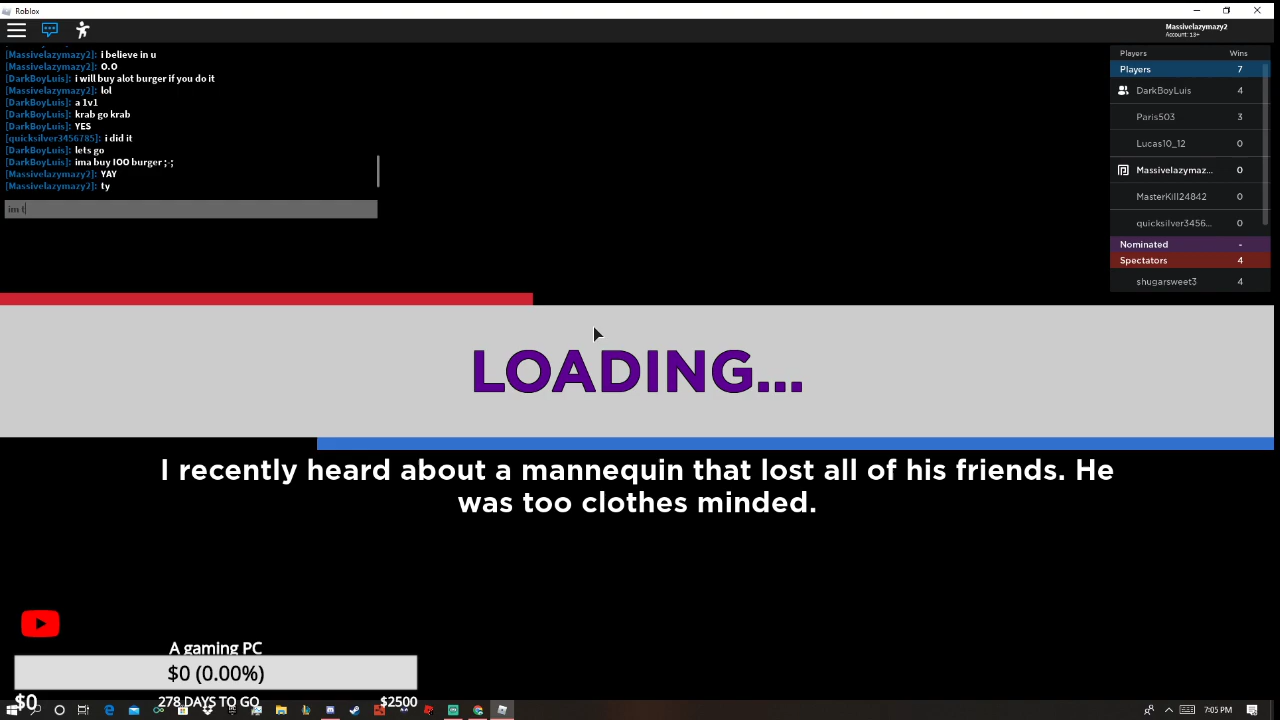 Roblox
Massivelazymazy2
Account: 13+
[Massivelazymazy2]: i believe in u
[Massivelazymazy2]: O.O
[DarkBoyLuis]: i will buy alot burger if you do it
[Massivelazymazy2]: lol
[DarkBoyLuis]: a 1v1
[DarkBoyLuis]: krab go krab
[DarkBoyLuis]: YES
[quicksilver3456785]: i did it
[DarkBoyLuis]: lets go
[DarkBoyLuis]: ima buy 100 burger ;-;
[Massivelazymazy2]: YAY
[Massivelazymazy2]: ty
im t
Players Wins
Players 7
DarkBoyLuis 4
Paris503 3
Lucas10_12 0
Massivelazymaz... 0
MasterKill24842 0
quicksilver3456... 0
Nominated -
Spectators 4
shugarsweet3 4
LOADING...
I recently heard about a mannequin that lost all of his friends. He
was too clothes minded.
A gaming PC
$0 (0.00%)
$0 278 DAYS TO GO $2500
7:05 PM